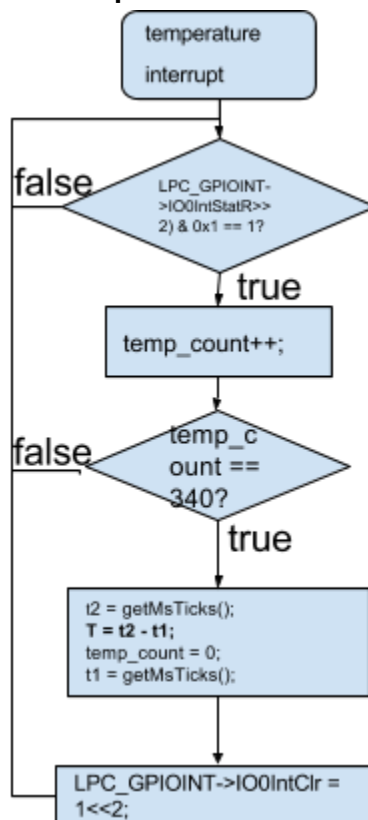 temperature
interrupt
false
LPC_GPIOINT-
>IO0IntStatR>>
2) & 0x1 == 1?
true
temp_count++;
false
temp_c
ount ==
340?
true
t2 = getMsTicks();
T = t2 - t1;
temp_count = 0;
t1 = getMsTicks();
LPC_GPIOINT->IO0IntClr =
1<<2;